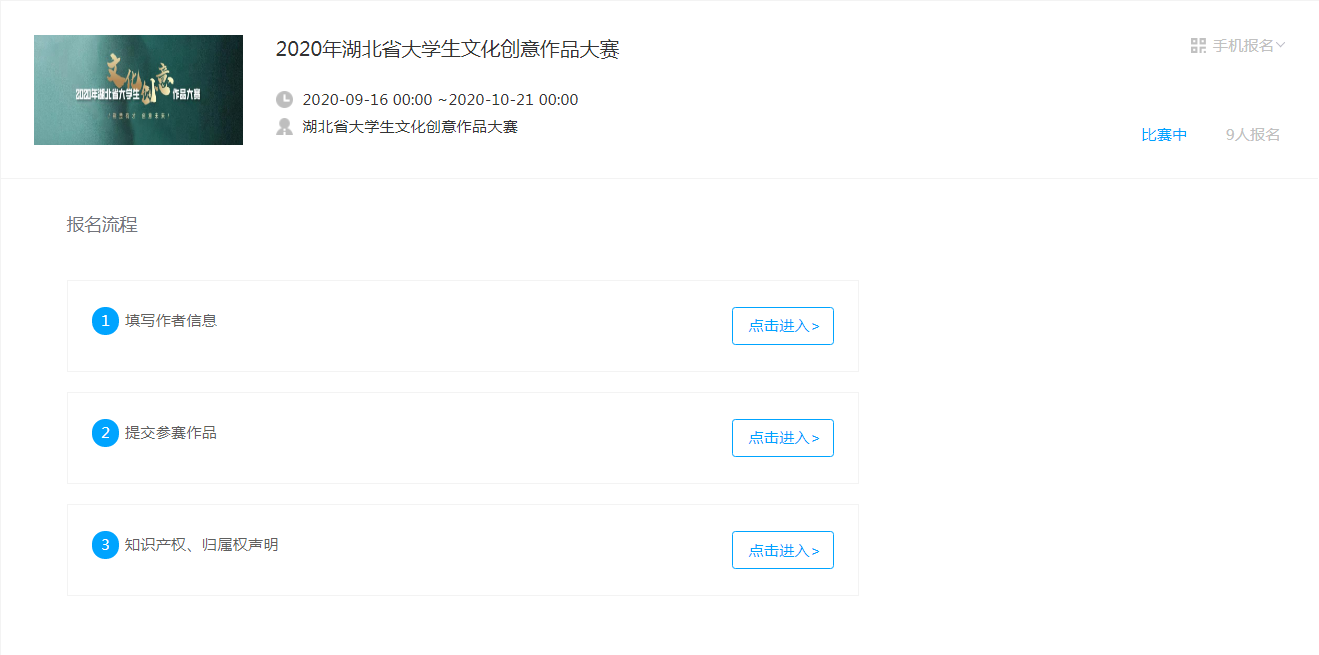 文化创意
2020年湖北省大学生 作品大赛
2020年湖北省大学生文化创意作品大赛
手机报名
2020-09-16 00:00 ~2020-10-21 00:00
湖北省大学生文化创意作品大赛
比赛中 9人报名
报名流程
1 填写作者信息 点击进入>
2 提交参赛作品 点击进入>
3 知识产权、归属权声明 点击进入>